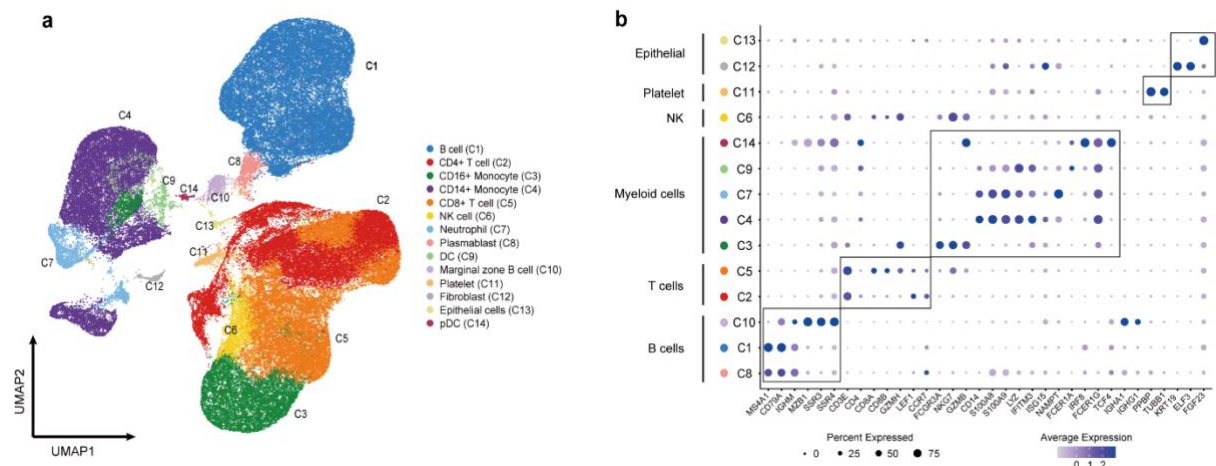 a
C1
C4
C8
C9
C14
C10
C2
C13
C11
C7
C12
C6
C5
C3
UMAP2
UMAP1
B cell (C1)
CD4+ T cell (C2)
CD16+ Monocyte (C3)
CD14+ Monocyte (C4)
CD8+ T cell (C5)
NK cell (C6)
Neutrophil (C7)
Plasmablast (C8)
DC (C9)
Marginal zone B cell (C10)
Platelet (C11)
Fibroblast (C12)
Epithelial cells (C13)
pDC (C14)
b
Epithelial
C13
C12
Platelet
C11
NK
C6
Myeloid cells
C14
C9
C7
C4
C3
T cells
C5
C2
B cells
C10
C1
C8
MS4A1
CD79A
IGHM
MZB1
SSR3
SSR4
CD3E
CD4
CD8A
CD8B
GZMH
LEF1
CCR7
FCGR3A
NKG7
GZMB
CD14
S100A8
S100A9
LYZ
IFITM3
ISG15
NAMPT
FCER1A
IRF8
FCER1G
TCF4
IGHA1
IGHG1
PPBP
TUBB1
KRT19
ELF3
FGF23
Percent Expressed
0 25 50 75
Average Expression
0 1 2